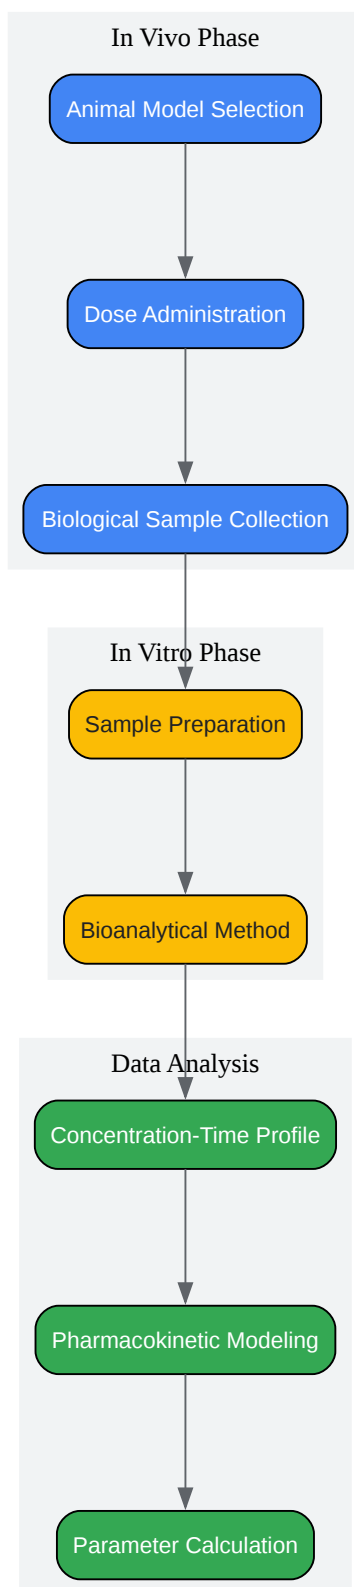 In Vivo Phase
Animal Model Selection
Dose Administration
Biological Sample Collection
In Vitro Phase
Sample Preparation
Bioanalytical Method
Data Analysis
Concentration-Time Profile
Pharmacokinetic Modeling
Parameter Calculation